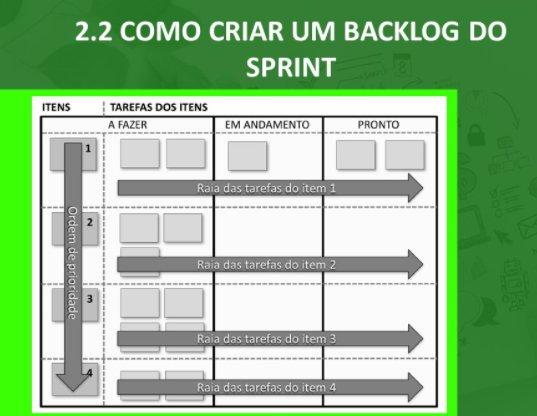 2.2 COMO CRIAR UM BACKLOG DO
SPRINT
ITENS
TAREFAS DOS ITENS
A FAZER
EM ANDAMENTO
PRONTO
1
Raia das tarefas do item 1
Ordem de prioridade
2
Raia das tarefas do item 2
3
Raia das tarefas do item 3
4
Raia das tarefas do item 4